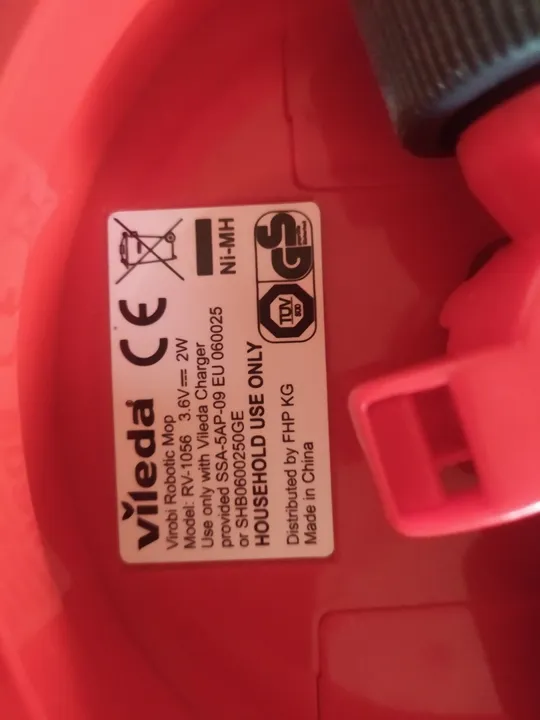 vileda
Virobi Robotic Mop
Model: RV-1056 3.6V⎓ 2W
Use only with Vileda Charger
provided SSA-5AP-09 EU 060025
or SHB0600250GE
HOUSEHOLD USE ONLY
Distributed by FHP KG
Made in China
CE
Ni-MH
TÜV
GS